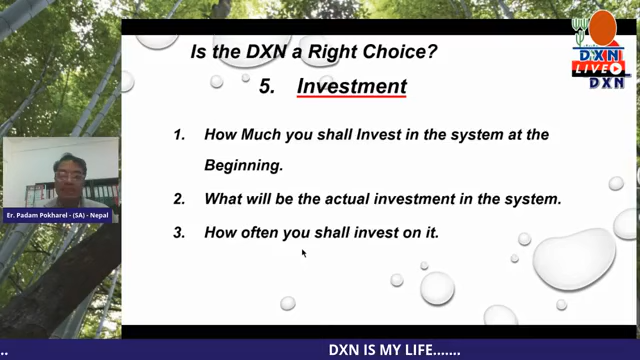 Is the DXN a Right Choice?
5. Investment
1. How Much you shall Invest in the system at the
Beginning.
2. What will be the actual investment in the system.
3. How often you shall invest on it.
DXN
LIVE
DXN
Er. Padam Pokharel - (SA) - Nepal
..
DXN IS MY LIFE.......